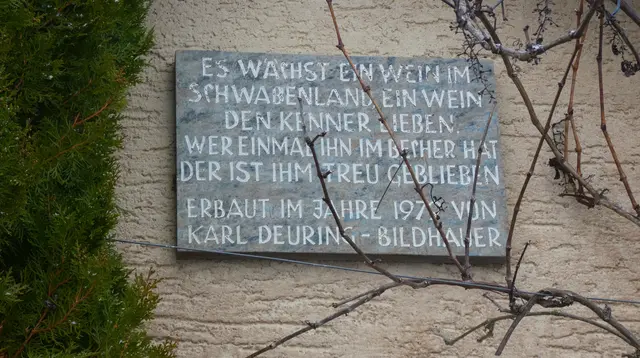 ES WÄCHST EIN WEIN IM
SCHWABENLAND, EIN WEIN
DEN KENNER LIEBEN.
WER EINMAL IHN IM BECHER HAT
DER IST IHM TREU GEBLIEBEN
ERBAUT IM JAHRE VON
KARL DEURING - BILDHAUER